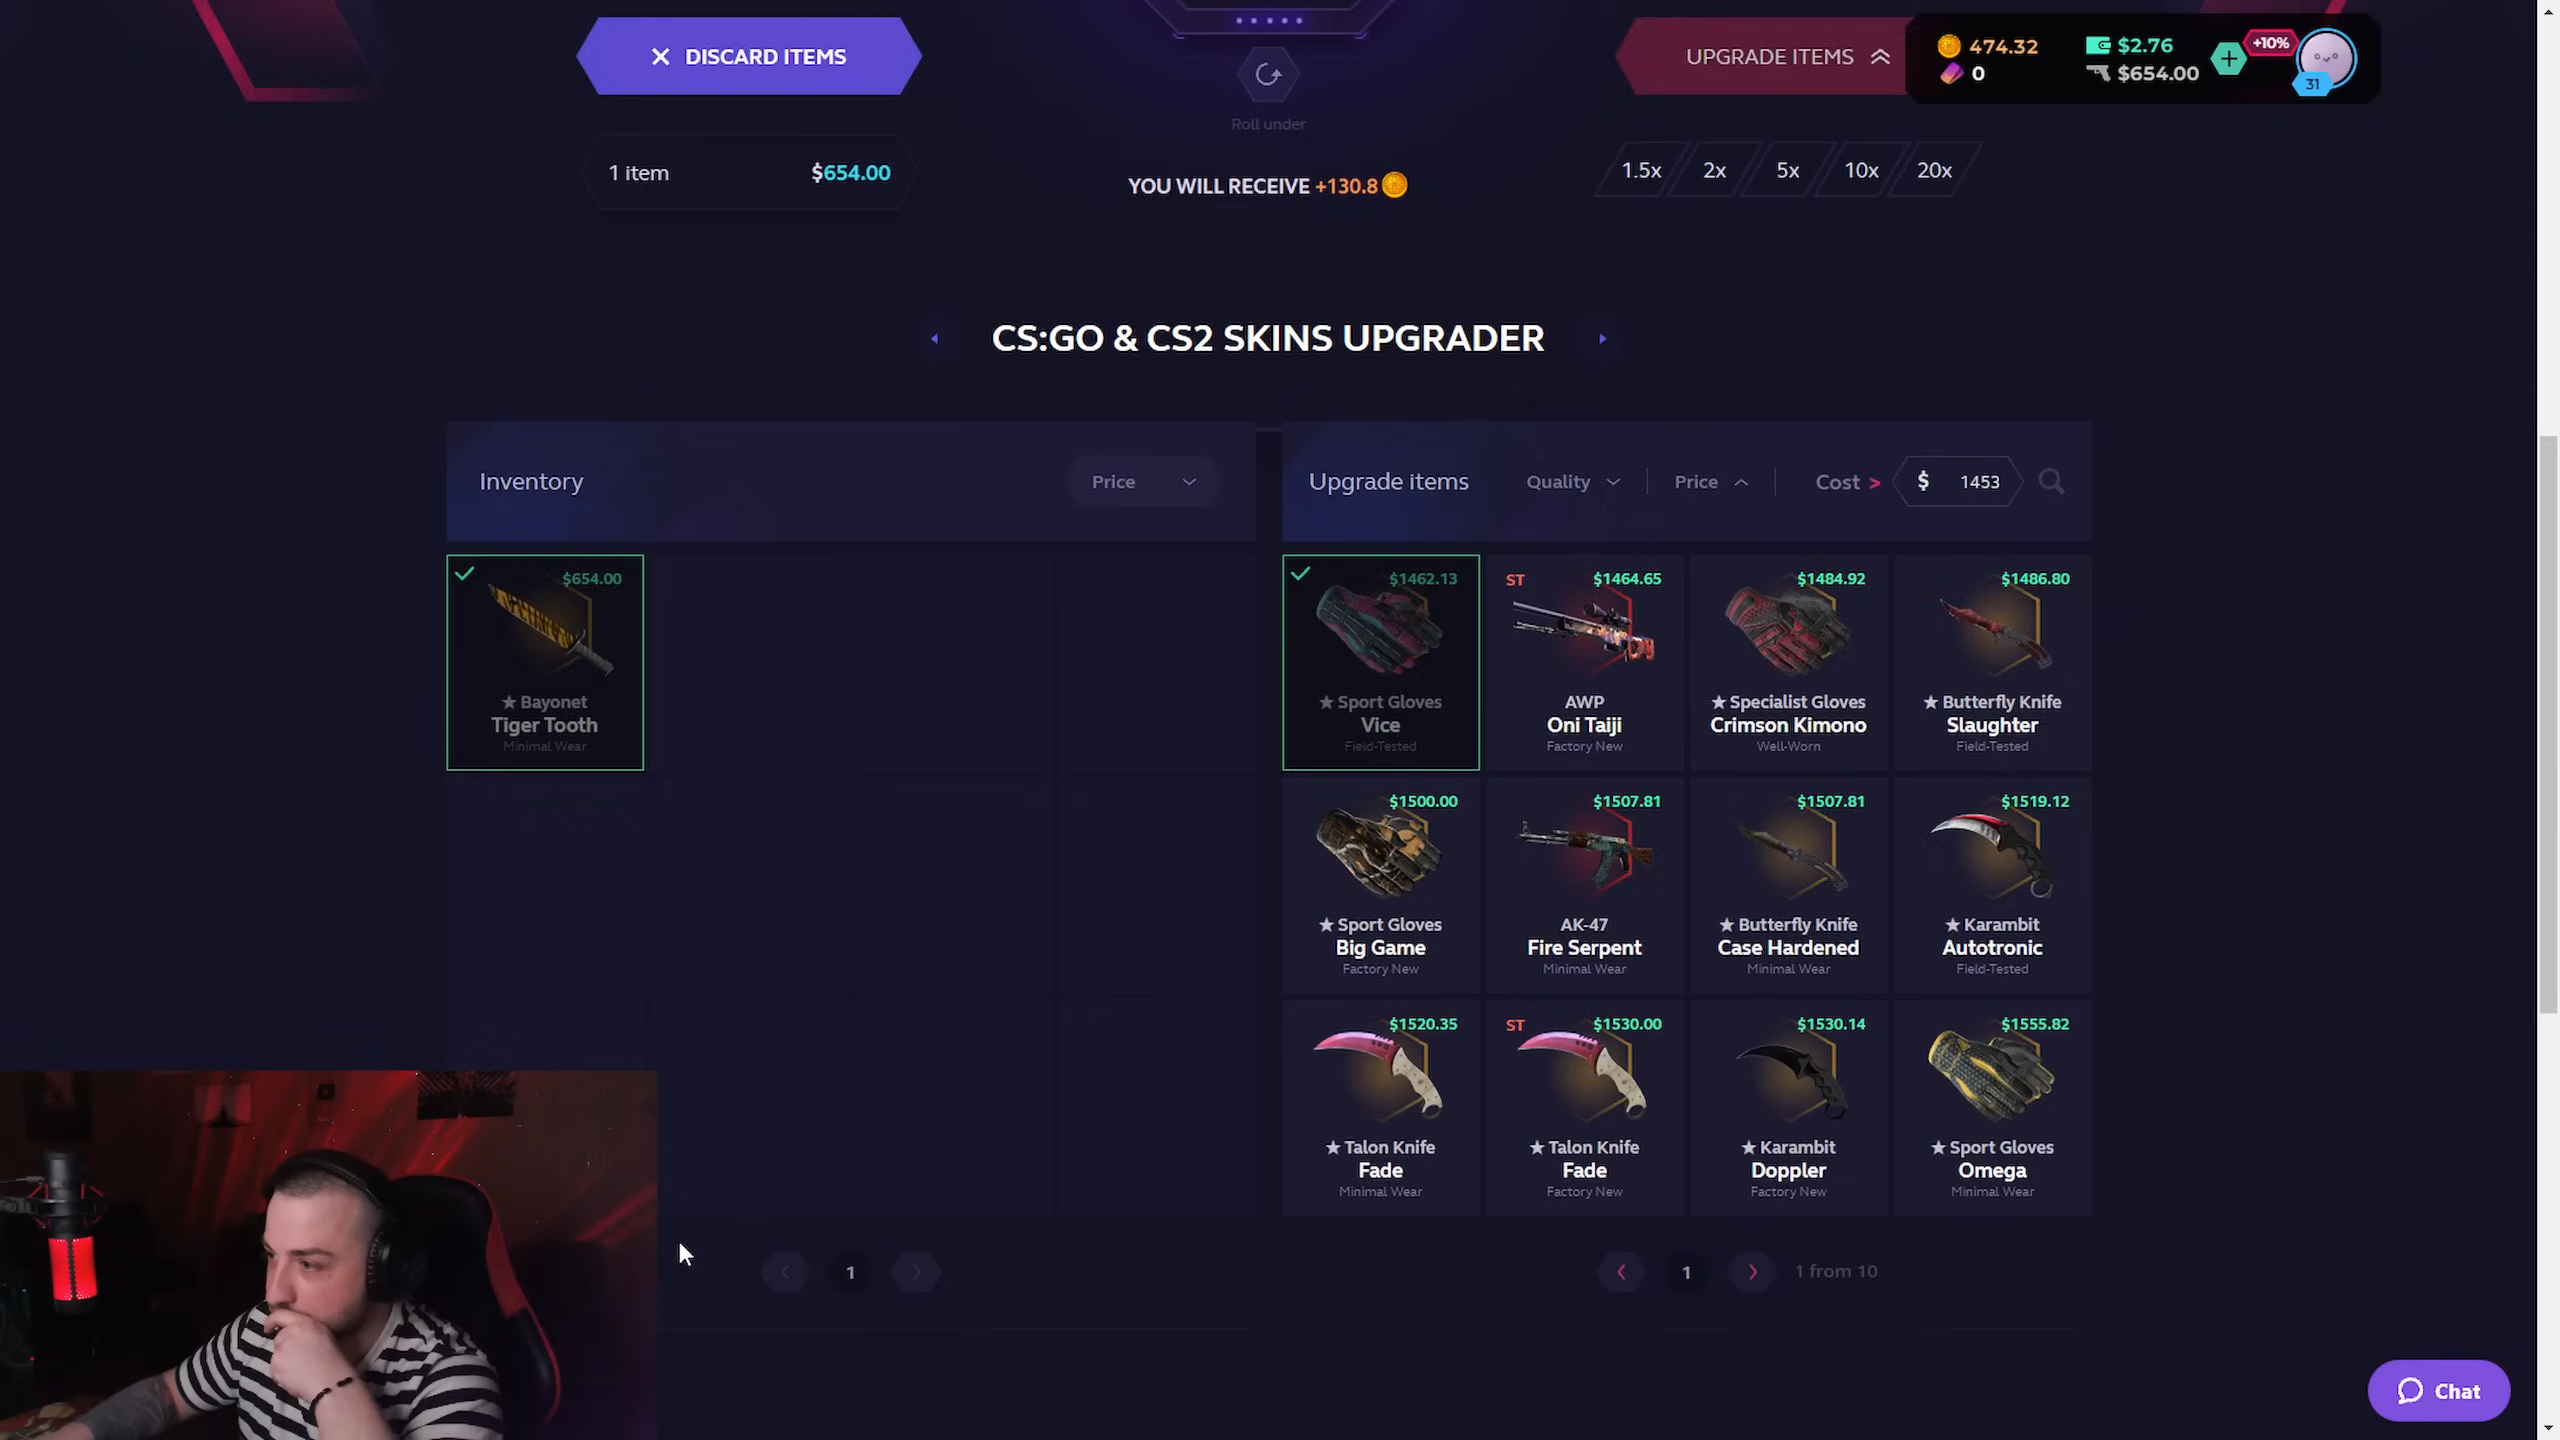 DISCARD ITEMS
Roll under
UPGRADE ITEMS
474.32
0
$2.76
$654.00
+10%
31
1 item
$654.00
YOU WILL RECEIVE +130.8
1.5x
2x
5x
10x
20x
CS:GO & CS2 SKINS UPGRADER
Inventory
Price
Upgrade items
Quality
Price
Cost >
$ 1453
$654.00
★ Bayonet
Tiger Tooth
Minimal Wear
$1462.13
★ Sport Gloves
Vice
Field-Tested
ST $1464.65
AWP
Oni Taiji
Factory New
$1484.92
★ Specialist Gloves
Crimson Kimono
Well-Worn
$1486.80
★ Butterfly Knife
Slaughter
Field-Tested
$1500.00
★ Sport Gloves
Big Game
Factory New
$1507.81
AK-47
Fire Serpent
Minimal Wear
$1507.81
★ Butterfly Knife
Case Hardened
Minimal Wear
$1519.12
★ Karambit
Autotronic
Field-Tested
$1520.35
★ Talon Knife
Fade
Minimal Wear
ST $1530.00
★ Talon Knife
Fade
Factory New
$1530.14
★ Karambit
Doppler
Factory New
$1555.82
★ Sport Gloves
Omega
Minimal Wear
1
1
1 from 10
Chat